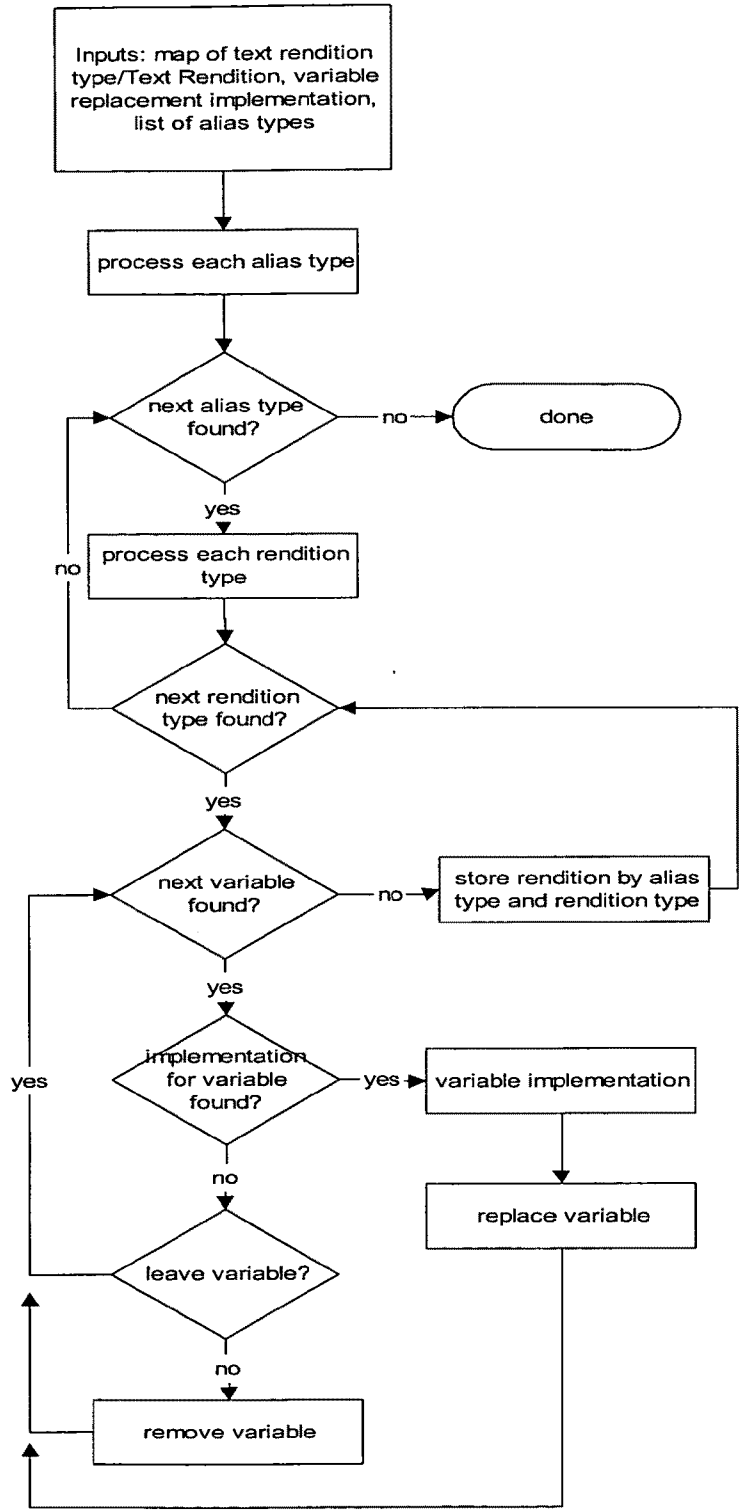 Inputs: map of text rendition
type/Text Rendition, variable
replacement implementation,
list of alias types
process each alias type
next alias type
found?
no
done
yes
process each rendition
type
no
next rendition
type found?
yes
next variable
found?
no
store rendition by alias
type and rendition type
yes
implementation
for variable
found?
yes
variable implementation
yes
no
replace variable
leave variable?
no
remove variable